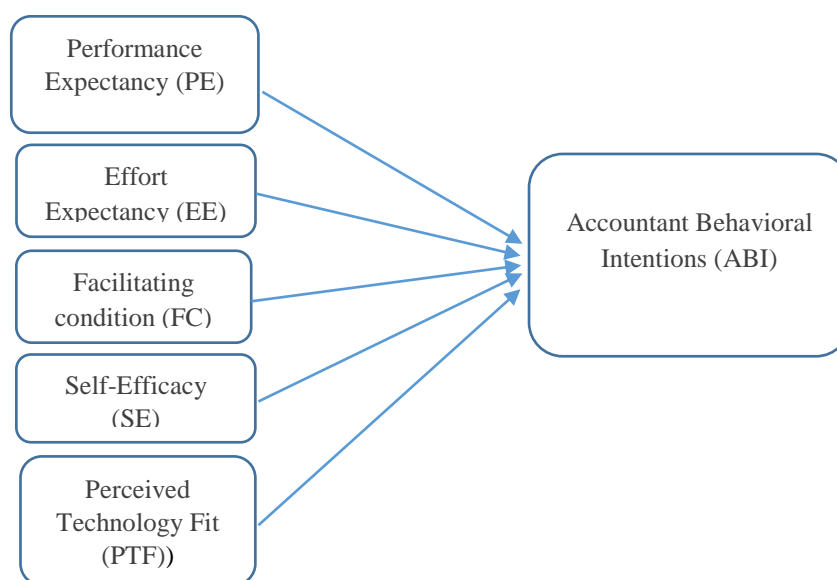 Performance
Expectancy (PE)
Effort
Expectancy (EE)
Facilitating
condition (FC)
Self-Efficacy
(SE)
Perceived
Technology Fit
(PTF))
Accountant Behavioral
Intentions (ABI)